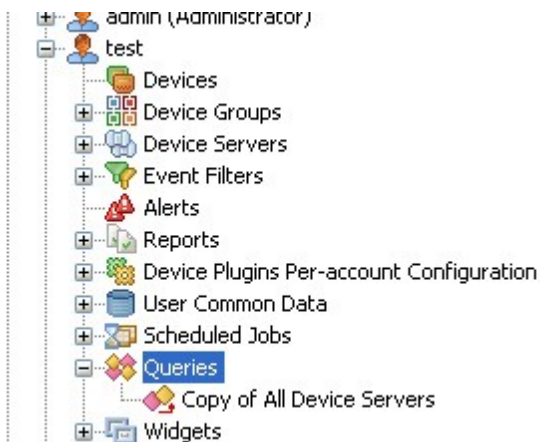 admin (Administrator)
test
Devices
Device Groups
Device Servers
Event Filters
Alerts
Reports
Device Plugins Per-account Configuration
User Common Data
Scheduled Jobs
Queries
Copy of All Device Servers
Widgets